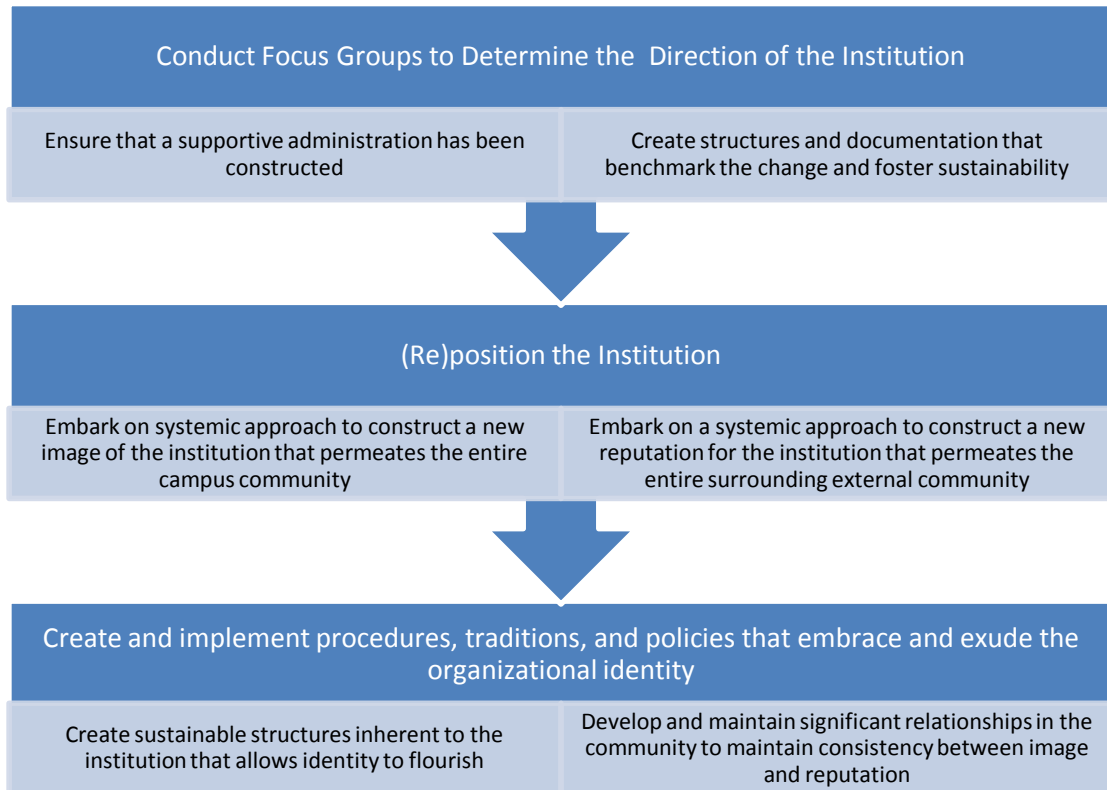 Conduct Focus Groups to Determine the Direction of the Institution
Ensure that a supportive administration has been
constructed
Create structures and documentation that
benchmark the change and foster sustainability
(Re)position the Institution
Embark on systemic approach to construct a new
image of the institution that permeates the entire
campus community
Embark on a systemic approach to construct a new
reputation for the institution that permeates the
entire surrounding external community
Create and implement procedures, traditions, and policies that embrace and exude the
organizational identity
Create sustainable structures inherent to the
institution that allows identity to flourish
Develop and maintain significant relationships in the
community to maintain consistency between image
and reputation